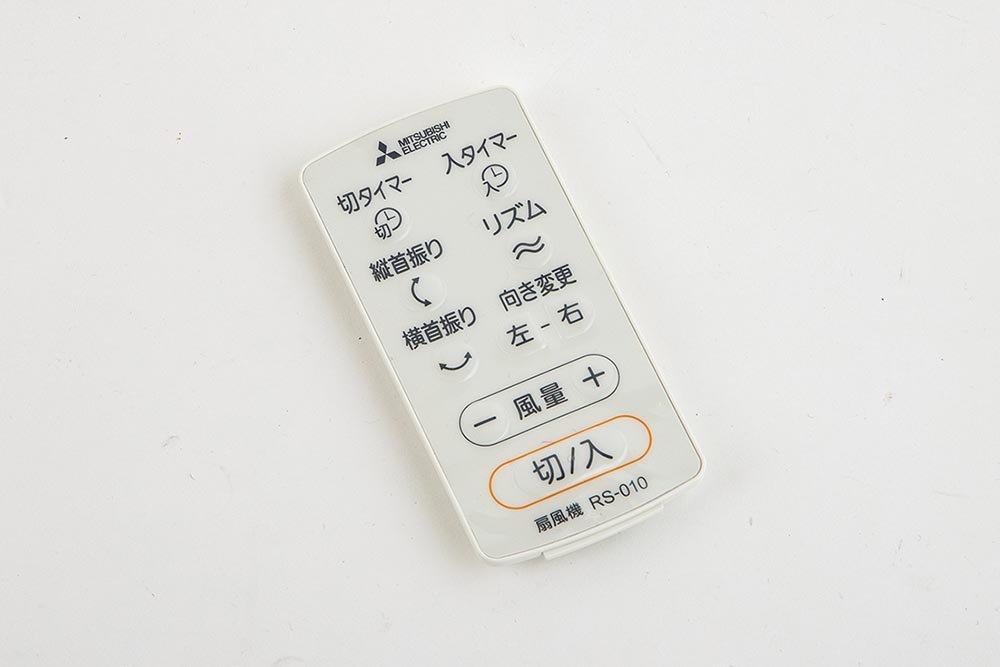 MITSUBISHI
ELECTRIC
切タイマー
入タイマー
切
入
縦首振り
リズム
横首振り
向き変更
左 - 右
− 風量 +
切/入
扇風機 RS-010